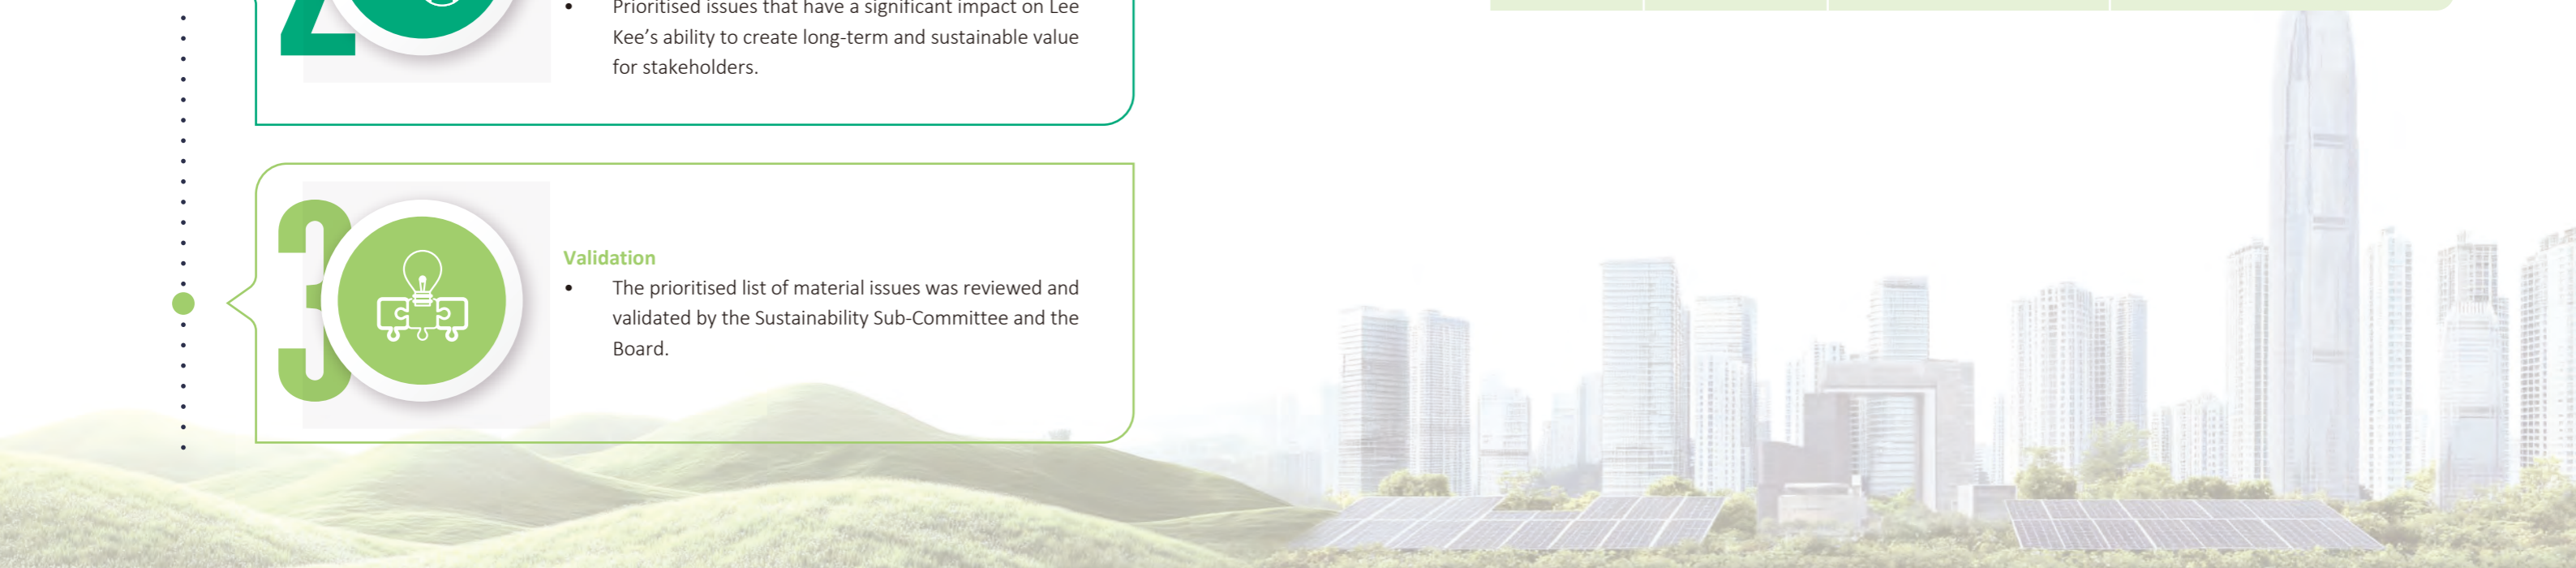 2
• Prioritised issues that have a significant impact on Lee
Kee’s ability to create long-term and sustainable value
for stakeholders.
3
Validation
• The prioritised list of material issues was reviewed and
validated by the Sustainability Sub-Committee and the
Board.